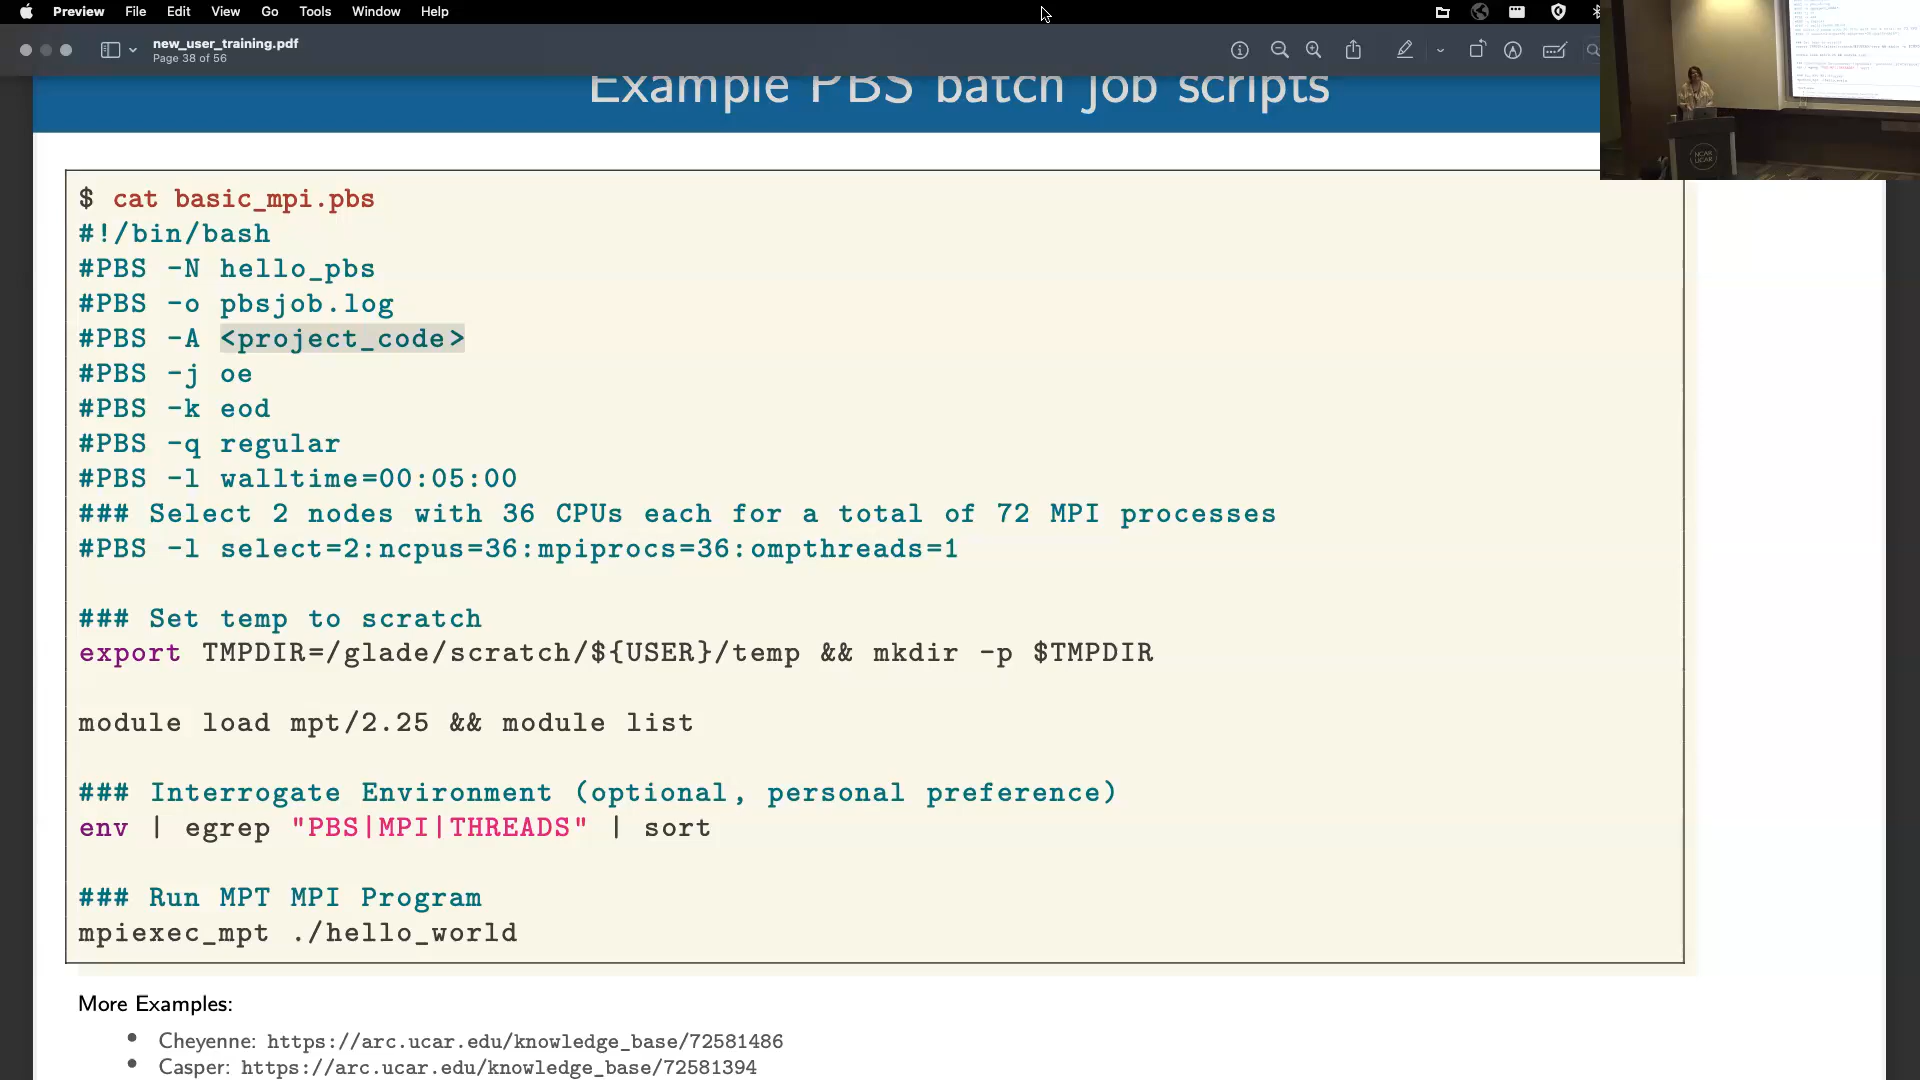 Preview File Edit View Go Tools Window Help
new_user_training.pdf
Page 38 of 56
Example PBS batch job scripts
$ cat basic_mpi.pbs
#!/bin/bash
#PBS -N hello_pbs
#PBS -o pbsjob.log
#PBS -A <project_code>
#PBS -j oe
#PBS -k eod
#PBS -q regular
#PBS -l walltime=00:05:00
### Select 2 nodes with 36 CPUs each for a total of 72 MPI processes
#PBS -l select=2:ncpus=36:mpiprocs=36:ompthreads=1
### Set temp to scratch
export TMPDIR=/glade/scratch/${USER}/temp && mkdir -p $TMPDIR
module load mpt/2.25 && module list
### Interrogate Environment (optional, personal preference)
env | egrep "PBS|MPI|THREADS" | sort
### Run MPT MPI Program
mpiexec_mpt ./hello_world
More Examples:
• Cheyenne: https://arc.ucar.edu/knowledge_base/72581486
• Casper: https://arc.ucar.edu/knowledge_base/72581394
NCAR
UCAR